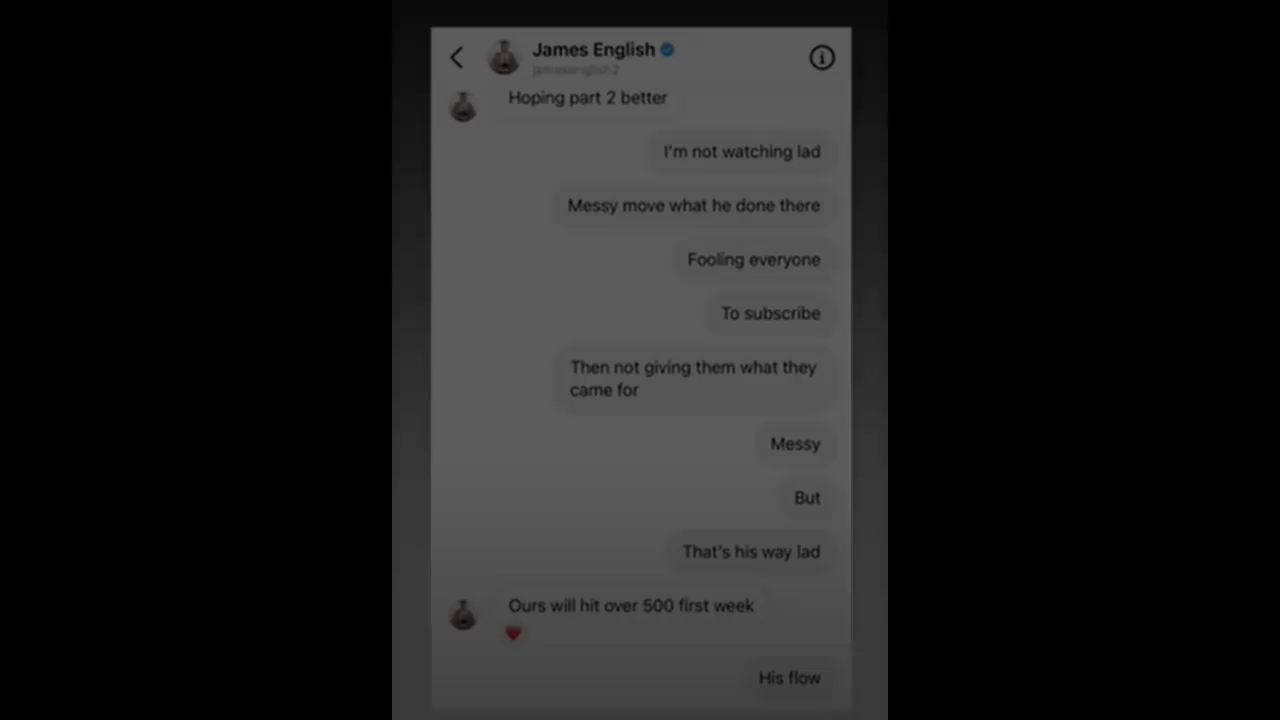 James English
jamesenglish2
Hoping part 2 better
I'm not watching lad
Messy move what he done there
Fooling everyone
To subscribe
Then not giving them what they
came for
Messy
But
That's his way lad
Ours will hit over 500 first week
His flow